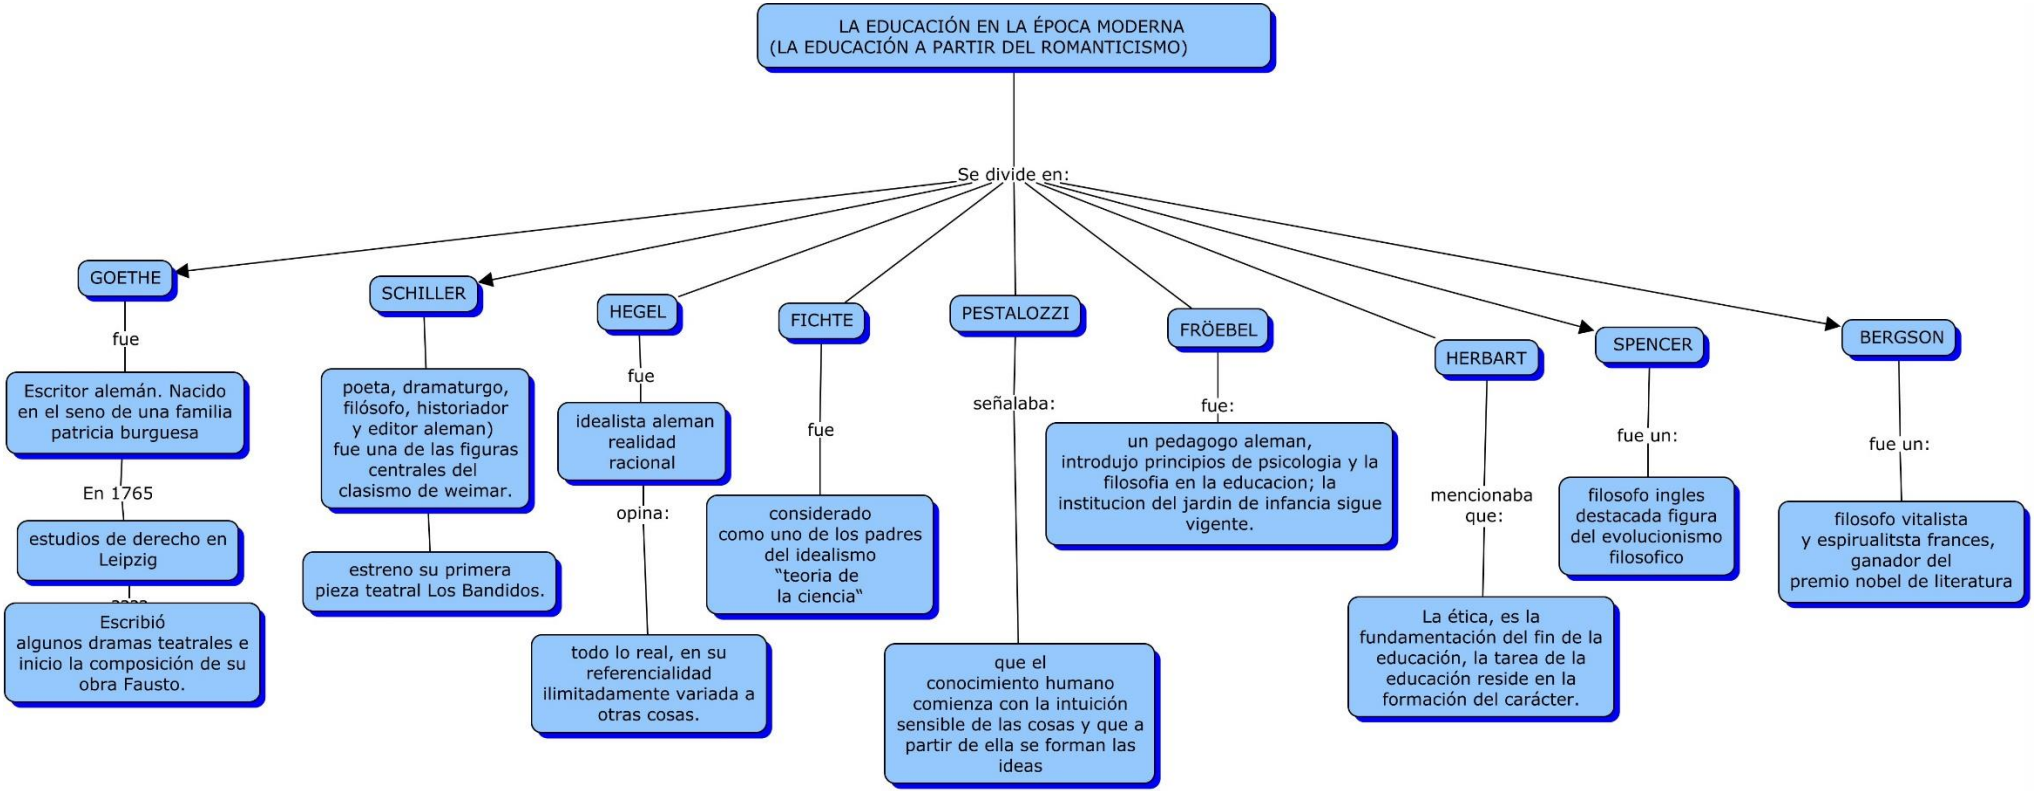 LA EDUCACIÓN EN LA ÉPOCA MODERNA
(LA EDUCACIÓN A PARTIR DEL ROMANTICISMO)
Se divide en:
GOETHE
fue
Escritor alemán. Nacido
en el seno de una familia
patricia burguesa
En 1765
estudios de derecho en
Leipzig
????
Escribió
algunos dramas teatrales e
inicio la composición de su
obra Fausto.
SCHILLER
poeta, dramaturgo,
filósofo, historiador
y editor aleman)
fue una de las figuras
centrales del
clasismo de weimar.
estreno su primera
pieza teatral Los Bandidos.
HEGEL
fue
idealista aleman
realidad
racional
opina:
todo lo real, en su
referencialidad
ilimitadamente variada a
otras cosas.
FICHTE
fue
considerado
como uno de los padres
del idealismo
"teoria de
la ciencia"
PESTALOZZI
señalaba:
que el
conocimiento humano
comienza con la intuición
sensible de las cosas y que a
partir de ella se forman las
ideas
FRÖEBEL
fue:
un pedagogo aleman,
introdujo principios de psicologia y la
filosofia en la educacion; la
institucion del jardin de infancia sigue
vigente.
HERBART
mencionaba
que:
La ética, es la
fundamentación del fin de la
educación, la tarea de la
educación reside en la
formación del carácter.
SPENCER
fue un:
filosofo ingles
destacada figura
del evolucionismo
filosofico
BERGSON
fue un:
filosofo vitalista
y espirualitsta frances,
ganador del
premio nobel de literatura